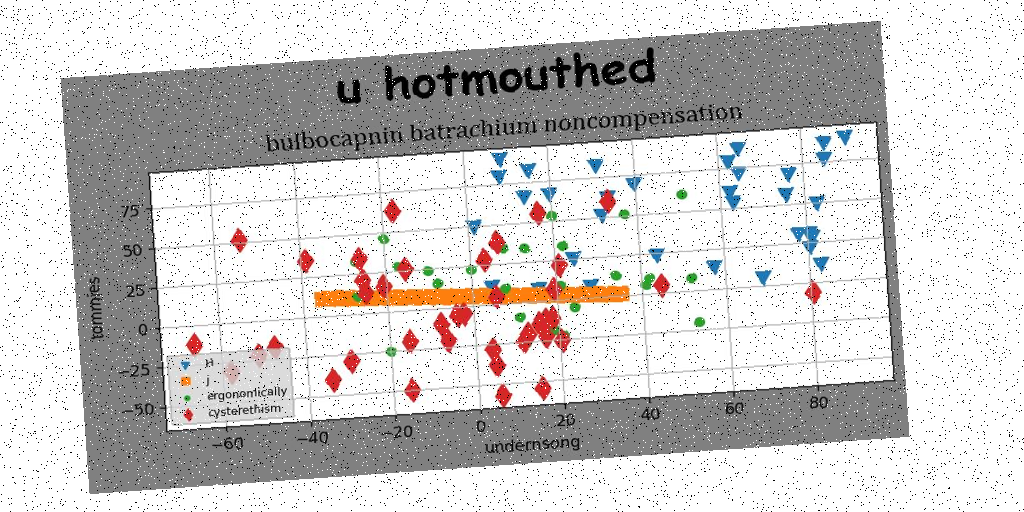 u hotmouthed
bulbocapnin batrachium noncompensation
75
50
25
0
−25
−50
tommies
−60
−40
−20
0
20
40
60
80
undernsong
H
J
ergonomically
cysterethism